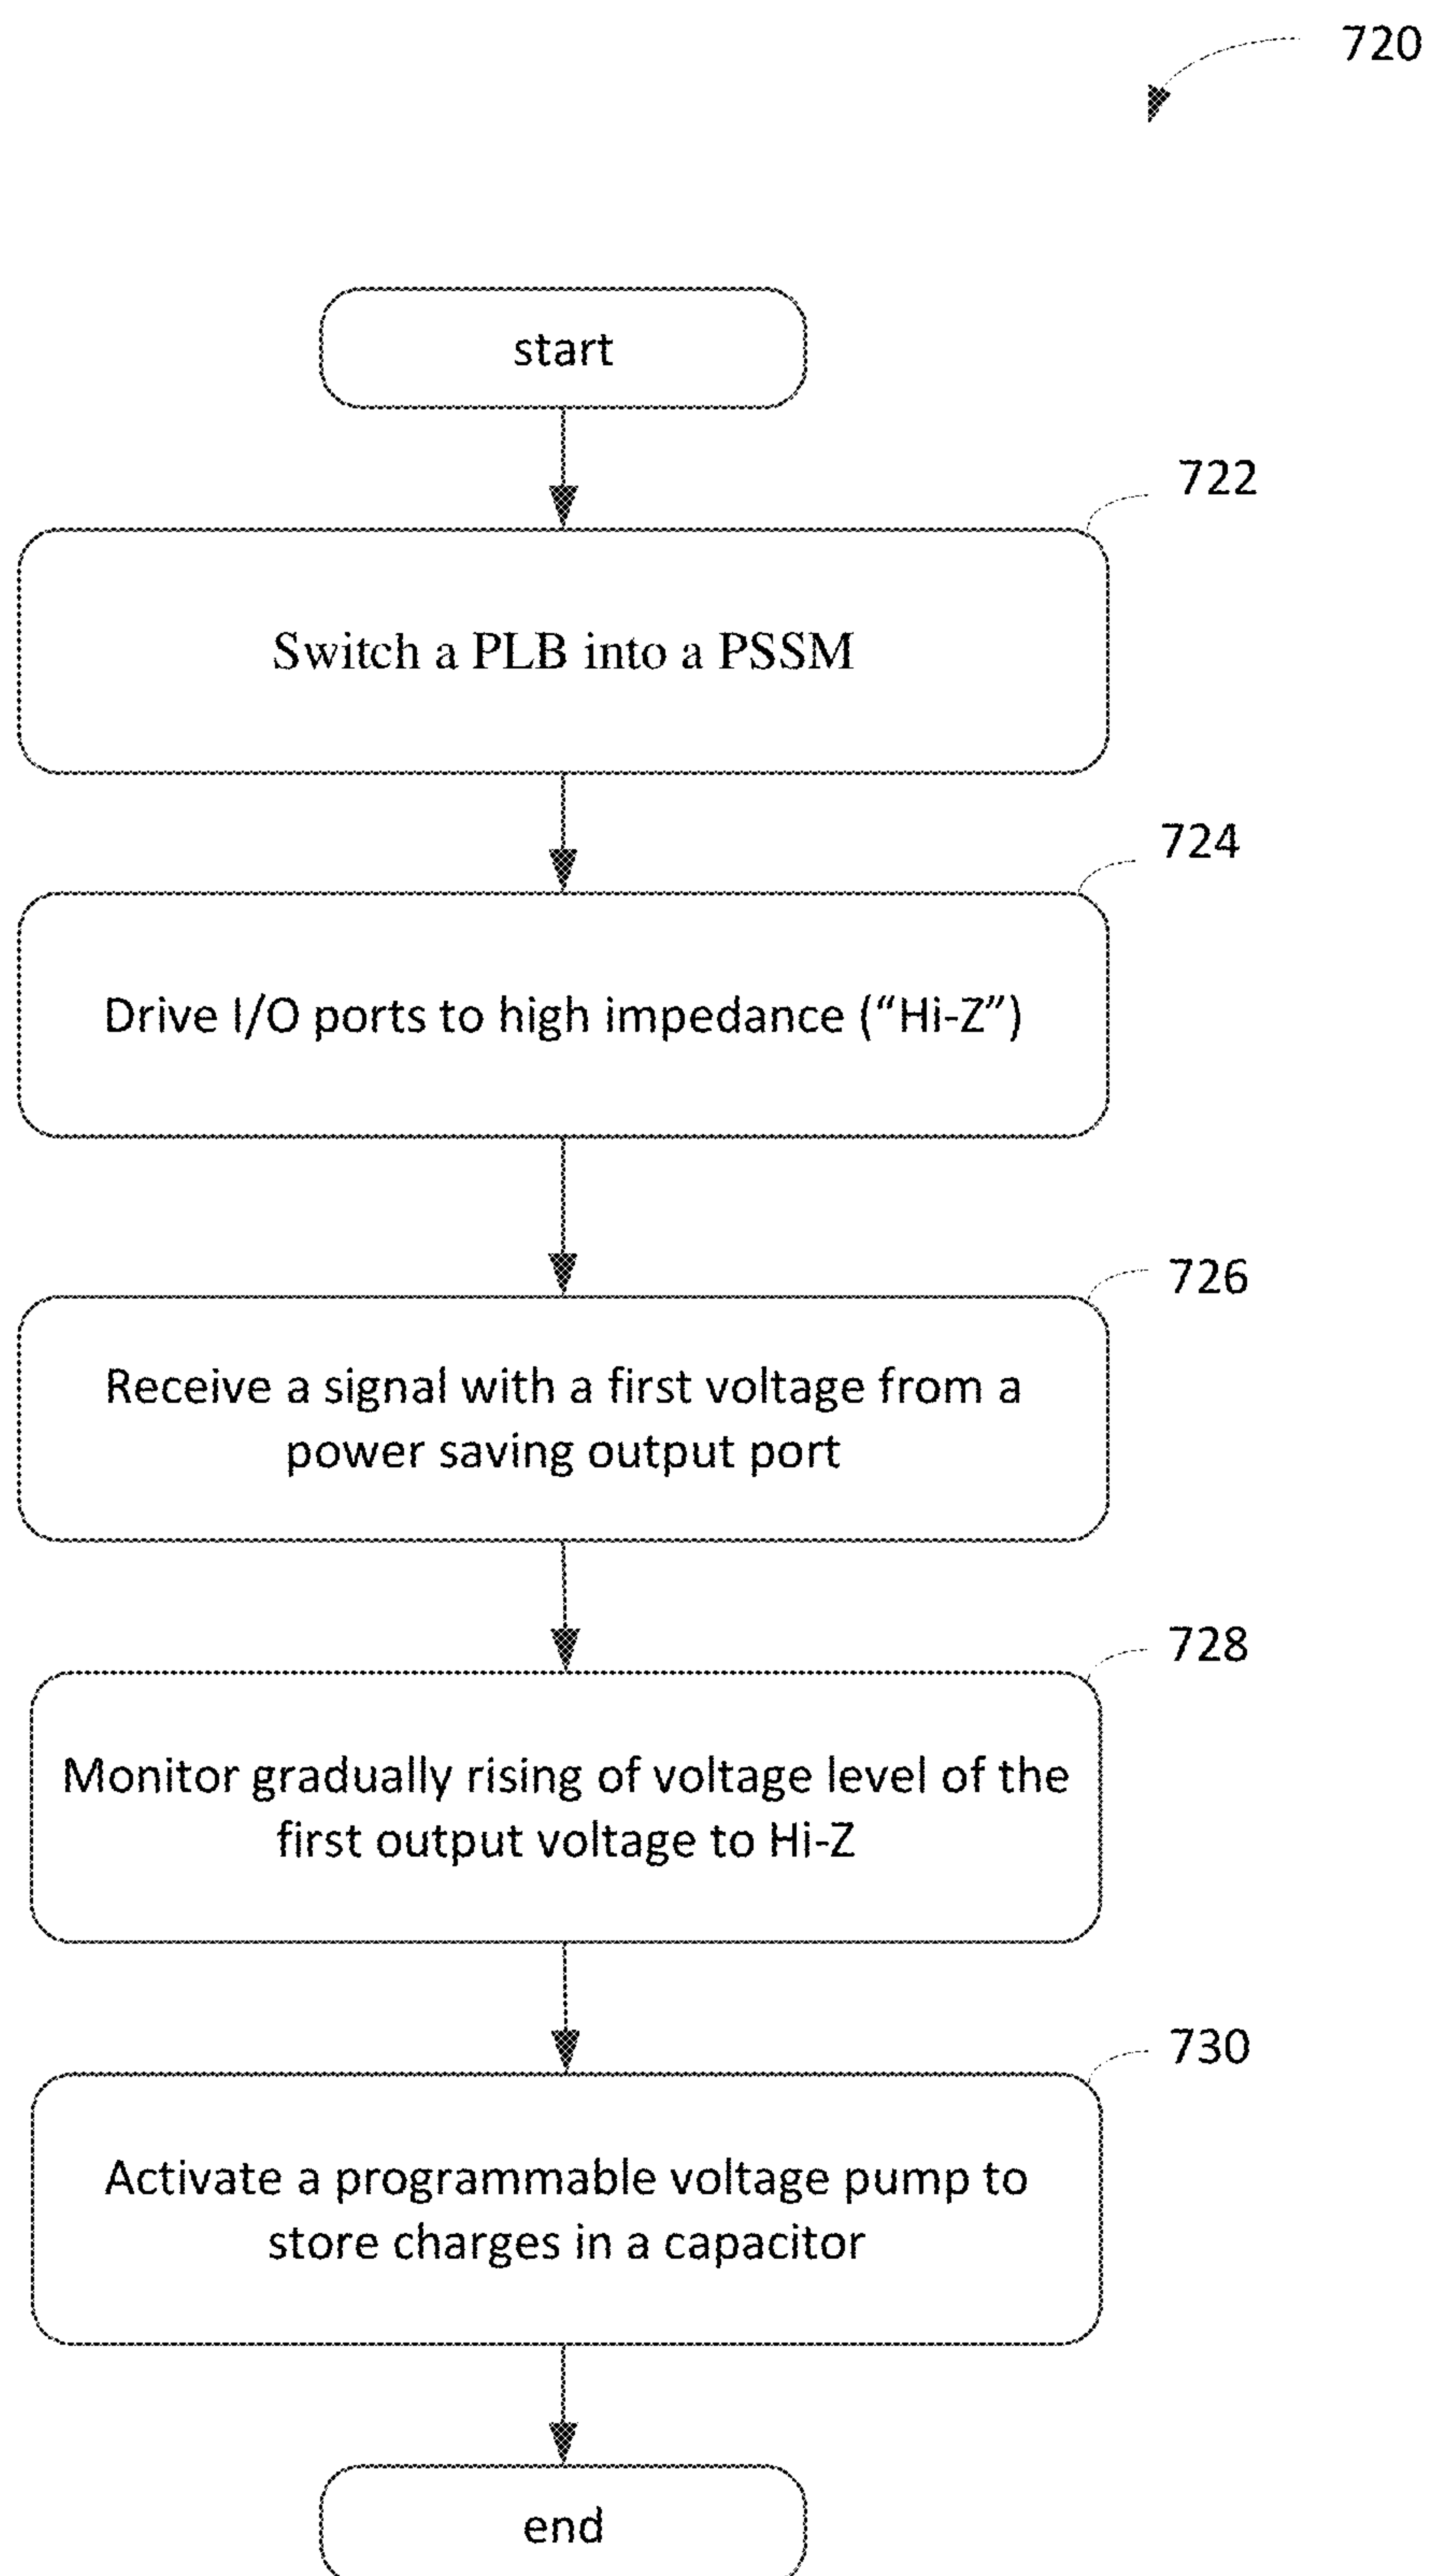 720
start
722
Switch a PLB into a PSSM
724
Drive I/O ports to high impedance (“Hi-Z”)
726
Receive a signal with a first voltage from a
power saving output port
728
Monitor gradually rising of voltage level of the
first output voltage to Hi-Z
730
Activate a programmable voltage pump to
store charges in a capacitor
end